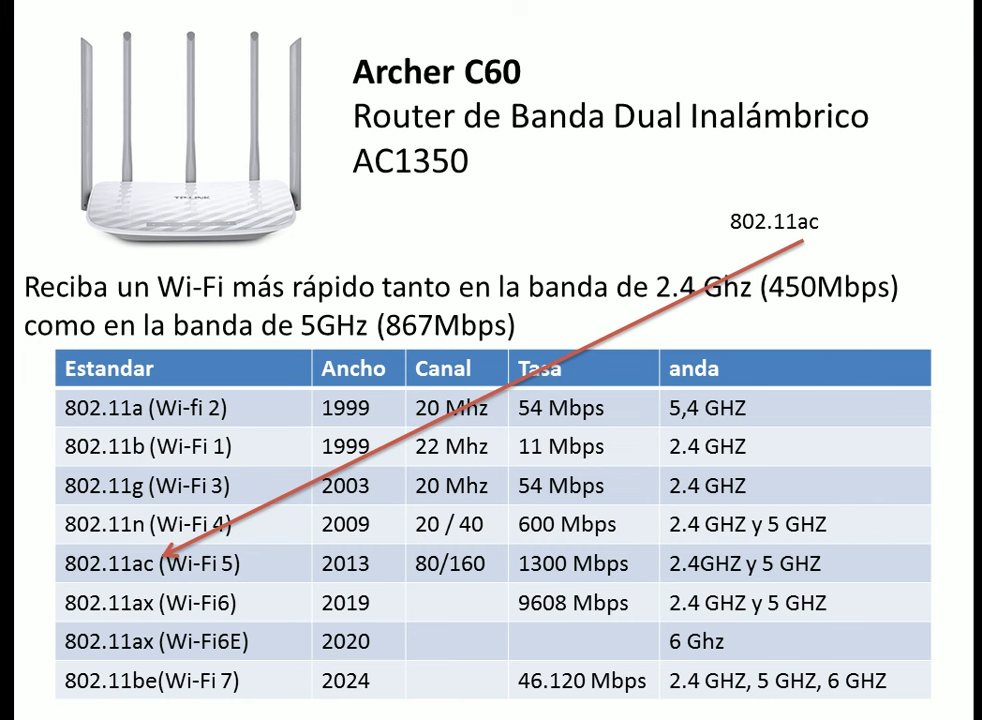 TP-LINK
Archer C60
Router de Banda Dual Inalámbrico
AC1350
802.11ac
Reciba un Wi-Fi más rápido tanto en la banda de 2.4 Ghz (450Mbps)
como en la banda de 5GHz (867Mbps)
Estandar Ancho Canal Tasa anda
802.11a (Wi-fi 2) 1999 20 Mhz 54 Mbps 5,4 GHZ
802.11b (Wi-Fi 1) 1999 22 Mhz 11 Mbps 2.4 GHZ
802.11g (Wi-Fi 3) 2003 20 Mhz 54 Mbps 2.4 GHZ
802.11n (Wi-Fi 4) 2009 20 / 40 600 Mbps 2.4 GHZ y 5 GHZ
802.11ac (Wi-Fi 5) 2013 80/160 1300 Mbps 2.4GHZ y 5 GHZ
802.11ax (Wi-Fi6) 2019 9608 Mbps 2.4 GHZ y 5 GHZ
802.11ax (Wi-Fi6E) 2020 6 Ghz
802.11be(Wi-Fi 7) 2024 46.120 Mbps 2.4 GHZ, 5 GHZ, 6 GHZ